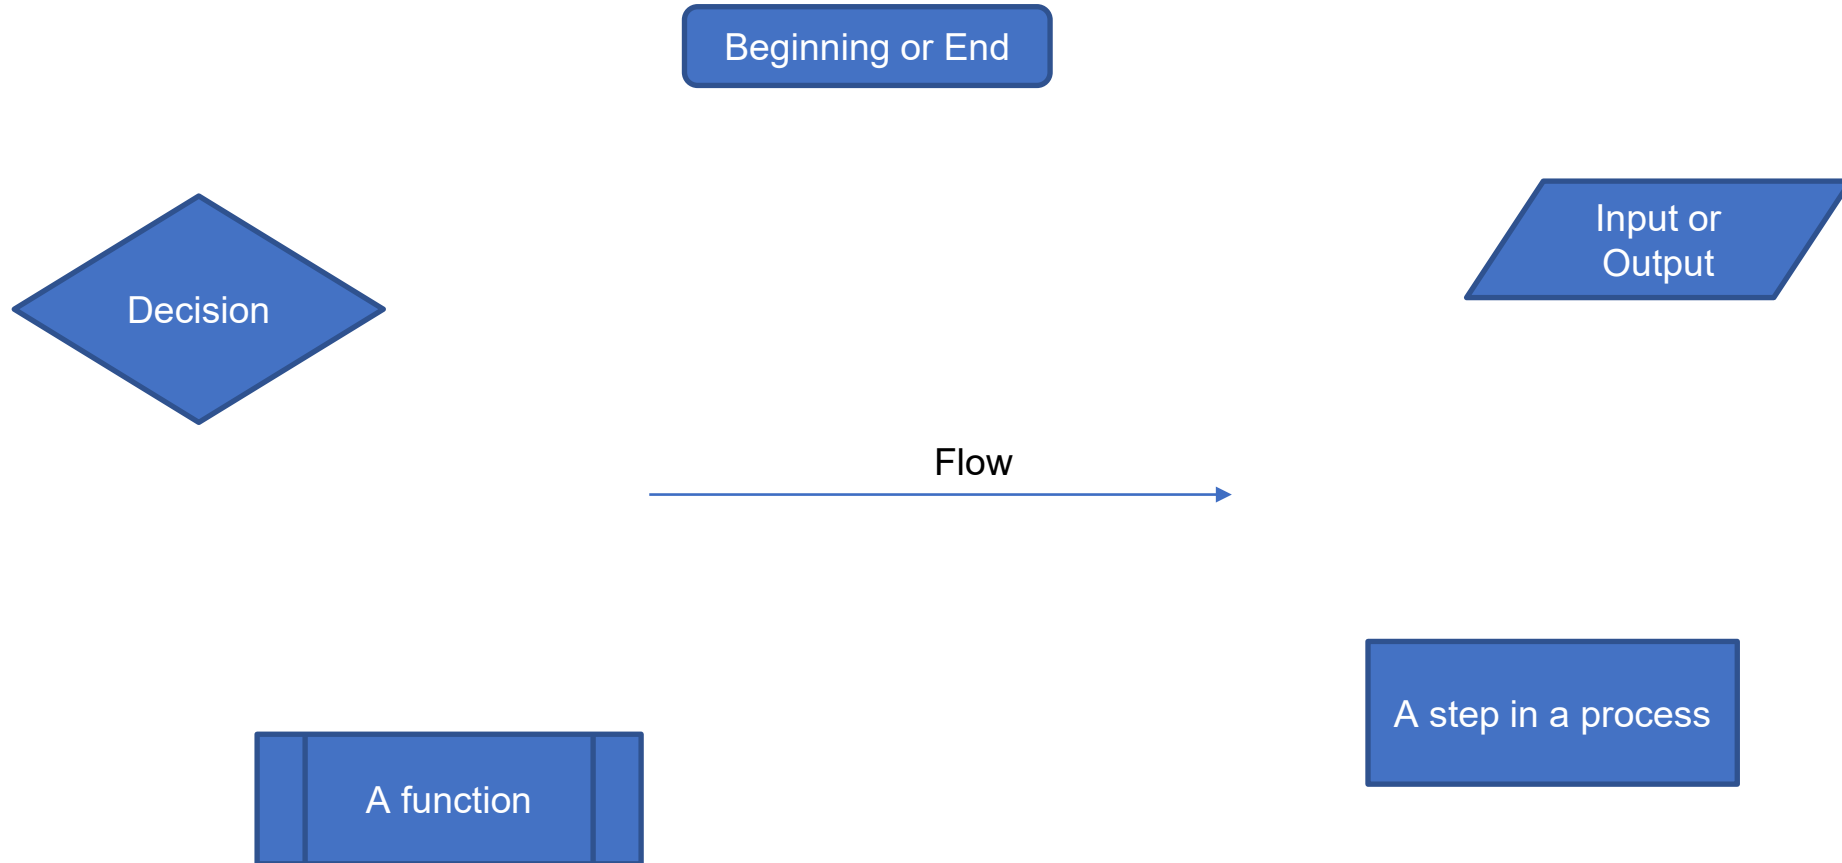 Beginning or End
Input or
Output
Decision
Flow
A step in a process
A function